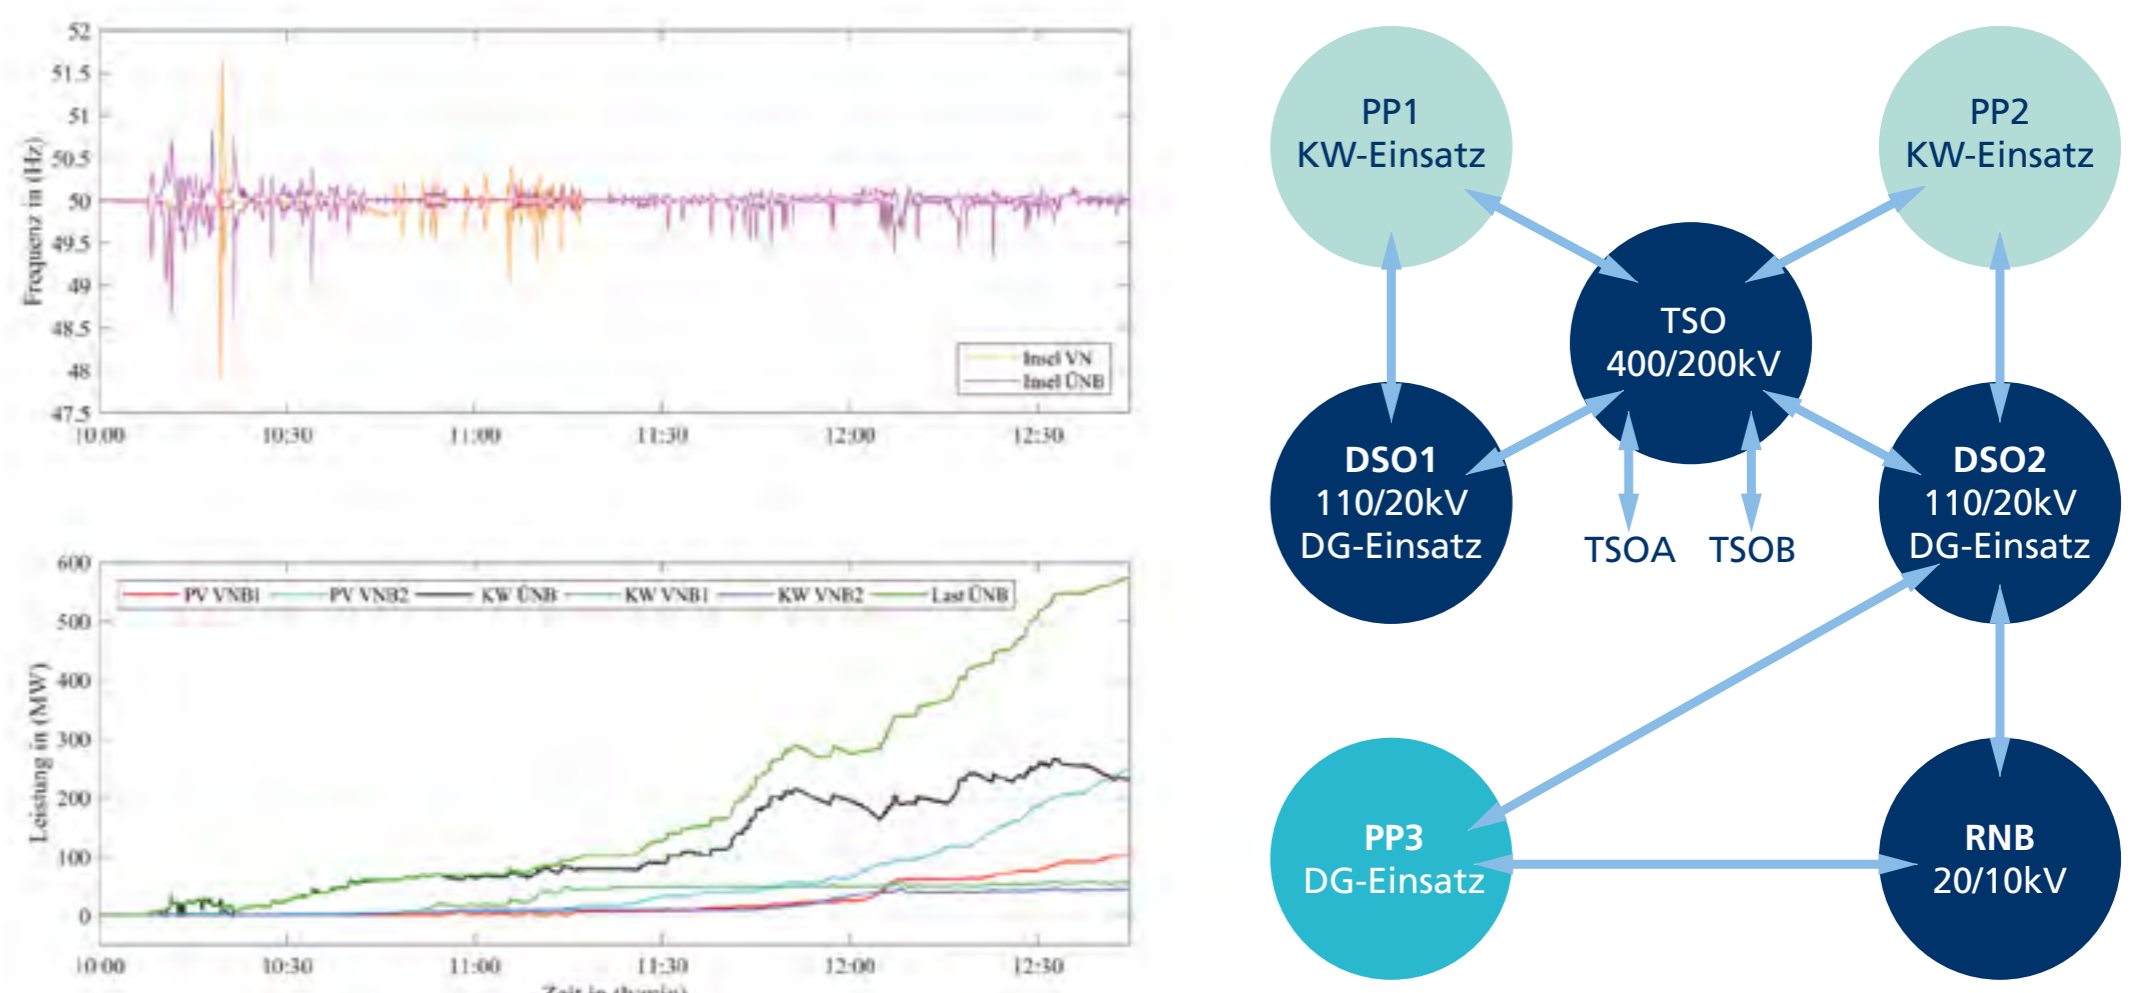 52
51.5
51
50.5
50
49.5
49
48.5
48
47.5
Frequenz in (Hz)
Insel VN
Insel ÜNB
10:00
10:30
11:00
11:30
12:00
12:30
600
500
400
300
200
100
0
Leistung in (MW)
PV VNB1
PV VNB2
KW ÜNB
KW VNB1
KW VNB2
Last ÜNB
10:00
10:30
11:00
11:30
12:00
12:30
Zeit in (h:min)
PP1
KW-Einsatz
PP2
KW-Einsatz
TSO
400/200kV
DSO1
110/20kV
DG-Einsatz
TSOA
TSOB
DSO2
110/20kV
DG-Einsatz
PP3
DG-Einsatz
RNB
20/10kV